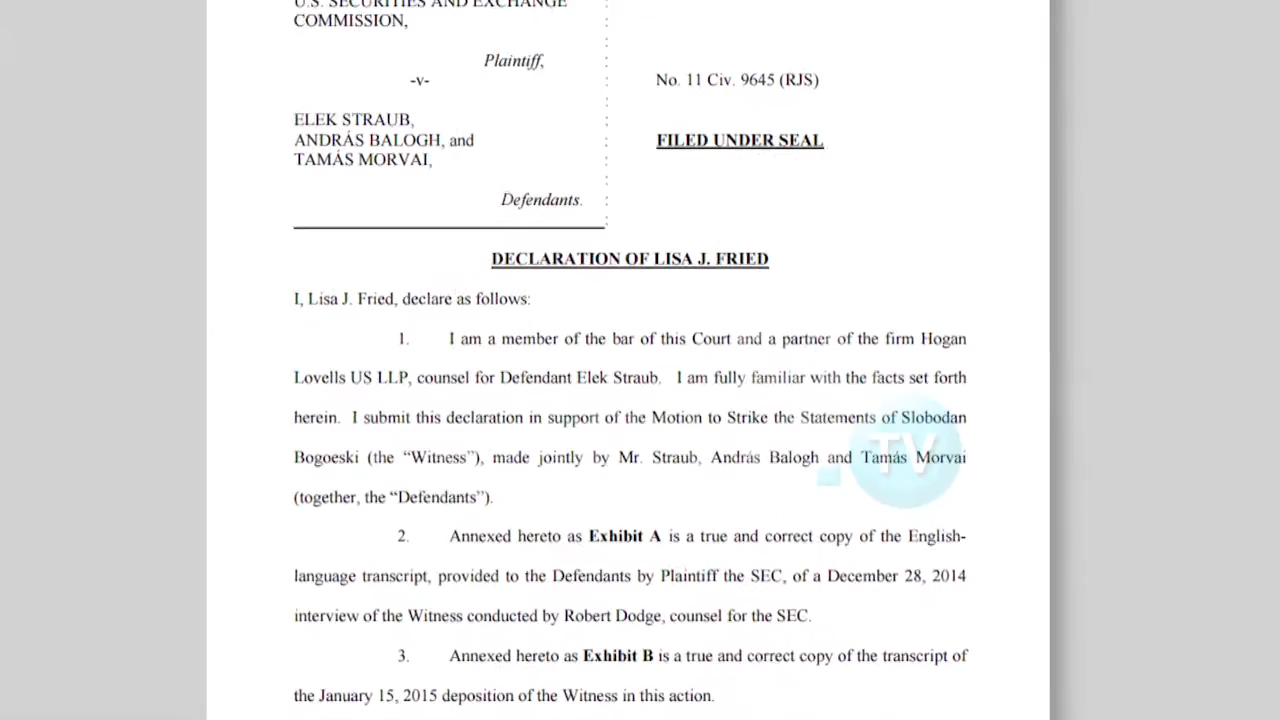 U.S. SECURITIES AND EXCHANGE
COMMISSION,
Plaintiff,
-v-
No. 11 Civ. 9645 (RJS)
ELEK STRAUB,
ANDRÁS BALOGH, and
FILED UNDER SEAL
TAMÁS MORVAI,
Defendants.
DECLARATION OF LISA J. FRIED
I, Lisa J. Fried, declare as follows:
1. I am a member of the bar of this Court and a partner of the firm Hogan
Lovells US LLP, counsel for Defendant Elek Straub. I am fully familiar with the facts set forth
herein. I submit this declaration in support of the Motion to Strike the Statements of Slobodan
Bogoeski (the “Witness”), made jointly by Mr. Straub, András Balogh and Tamás Morvai
TV
(together, the “Defendants”).
2. Annexed hereto as Exhibit A is a true and correct copy of the English-
language transcript, provided to the Defendants by Plaintiff the SEC, of a December 28, 2014
interview of the Witness conducted by Robert Dodge, counsel for the SEC.
3. Annexed hereto as Exhibit B is a true and correct copy of the transcript of
the January 15, 2015 deposition of the Witness in this action.